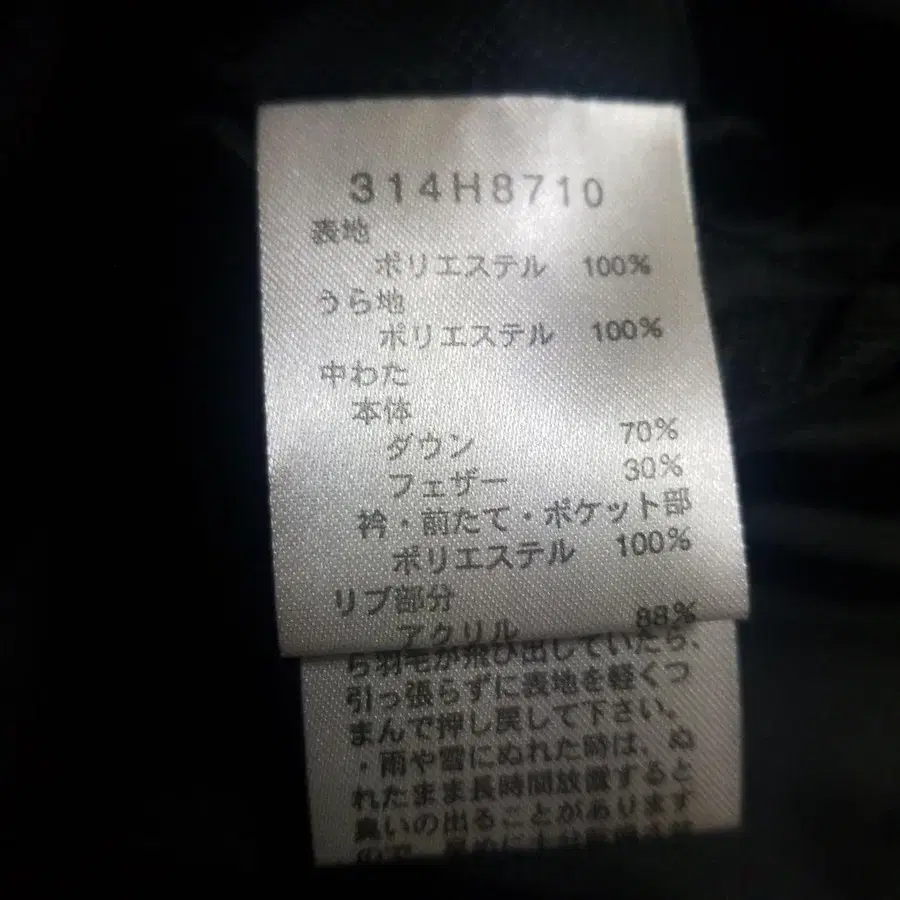 314H8710
表地
ポリエステル 100%
うら地
ポリエステル 100%
中わた
本体
ダウン 70%
フェザー 30%
衿・前たて・ポケット部
ポリエステル 100%
リブ部分
アクリル 88%
ら羽毛が飛び出していたら、
引っ張らずに表地を軽くつ
まんで押し戻して下さい。
・雨や雪にぬれた時は、ぬ
れたまま長時間放置すると
臭いの出ることがあります
ので、